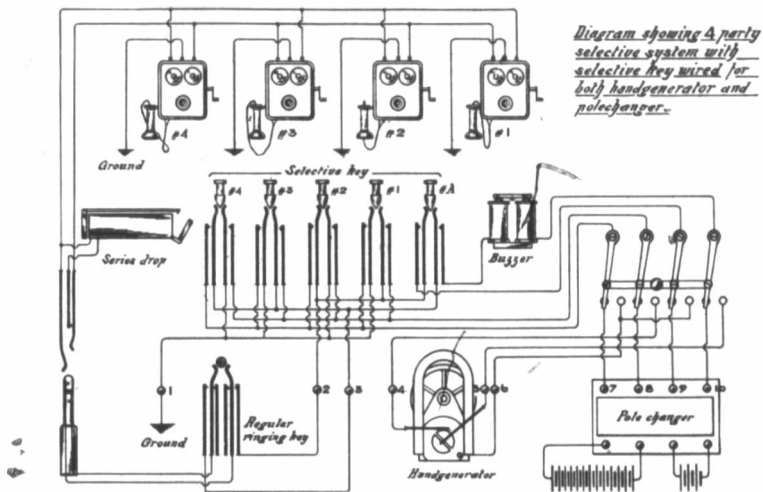 Diagram showing 4 party
selective system with
selective key wired for
both handgenerator and
polechanger.
#4
#3
#2
#1
Ground
Selective key
#4
#3
#2
#1
#A
Series drop
Buzzer
1
2
3
4
5
6
7
8
9
10
Ground
Regular
ringing key
Handgenerator
Pole changer